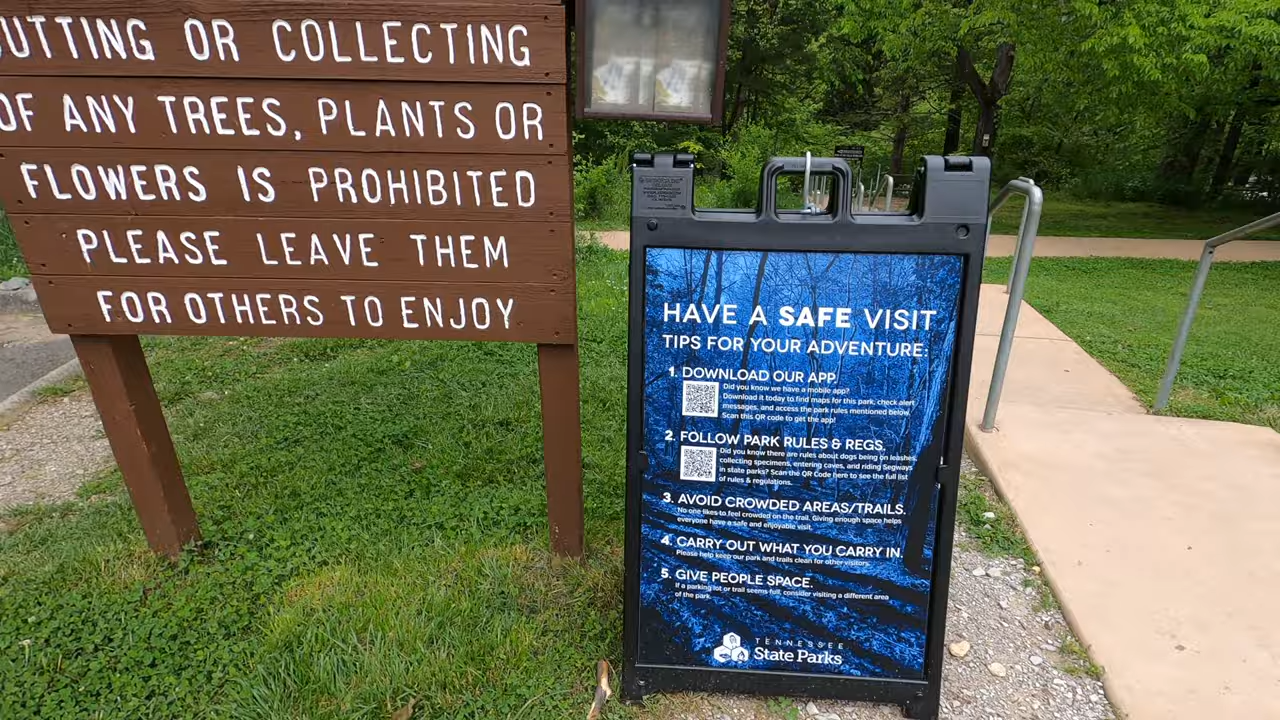 UTTING OR COLLECTING
OF ANY TREES, PLANTS OR
FLOWERS IS PROHIBITED
PLEASE LEAVE THEM
FOR OTHERS TO ENJOY
HAVE A SAFE VISIT
TIPS FOR YOUR ADVENTURE:
1. DOWNLOAD OUR APP.
Did you know we have a mobile app?
Download it today to find maps for this park, check alert
messages, and access the park rules mentioned below.
Scan this QR code to get the app!
2. FOLLOW PARK RULES & REGS.
Did you know there are rules about dogs being on leashes,
collecting specimens, entering caves, and riding Segways
in state parks? Scan the QR Code here to see the full list
of rules & regulations.
3. AVOID CROWDED AREAS/TRAILS.
No one likes to feel crowded on the trail. Giving enough space helps
everyone have a safe and enjoyable visit.
4. CARRY OUT WHAT YOU CARRY IN.
Please help keep our park and trails clean for other visitors.
5. GIVE PEOPLE SPACE.
If a parking lot or trail seems full, consider visiting a different area
of the park.
TENNESSEE
State Parks